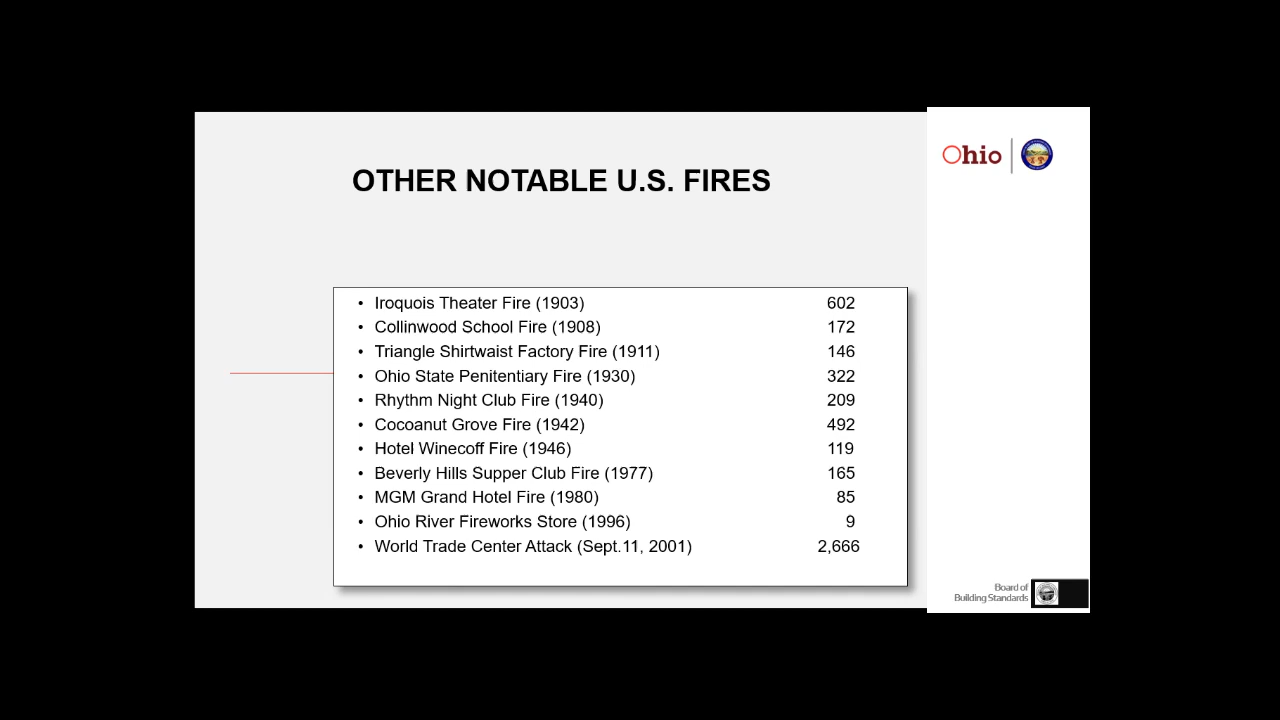 OTHER NOTABLE U.S. FIRES
Ohio
• Iroquois Theater Fire (1903) 602
• Collinwood School Fire (1908) 172
• Triangle Shirtwaist Factory Fire (1911) 146
• Ohio State Penitentiary Fire (1930) 322
• Rhythm Night Club Fire (1940) 209
• Cocoanut Grove Fire (1942) 492
• Hotel Winecoff Fire (1946) 119
• Beverly Hills Supper Club Fire (1977) 165
• MGM Grand Hotel Fire (1980) 85
• Ohio River Fireworks Store (1996) 9
• World Trade Center Attack (Sept.11, 2001) 2,666
Board of
Building Standards